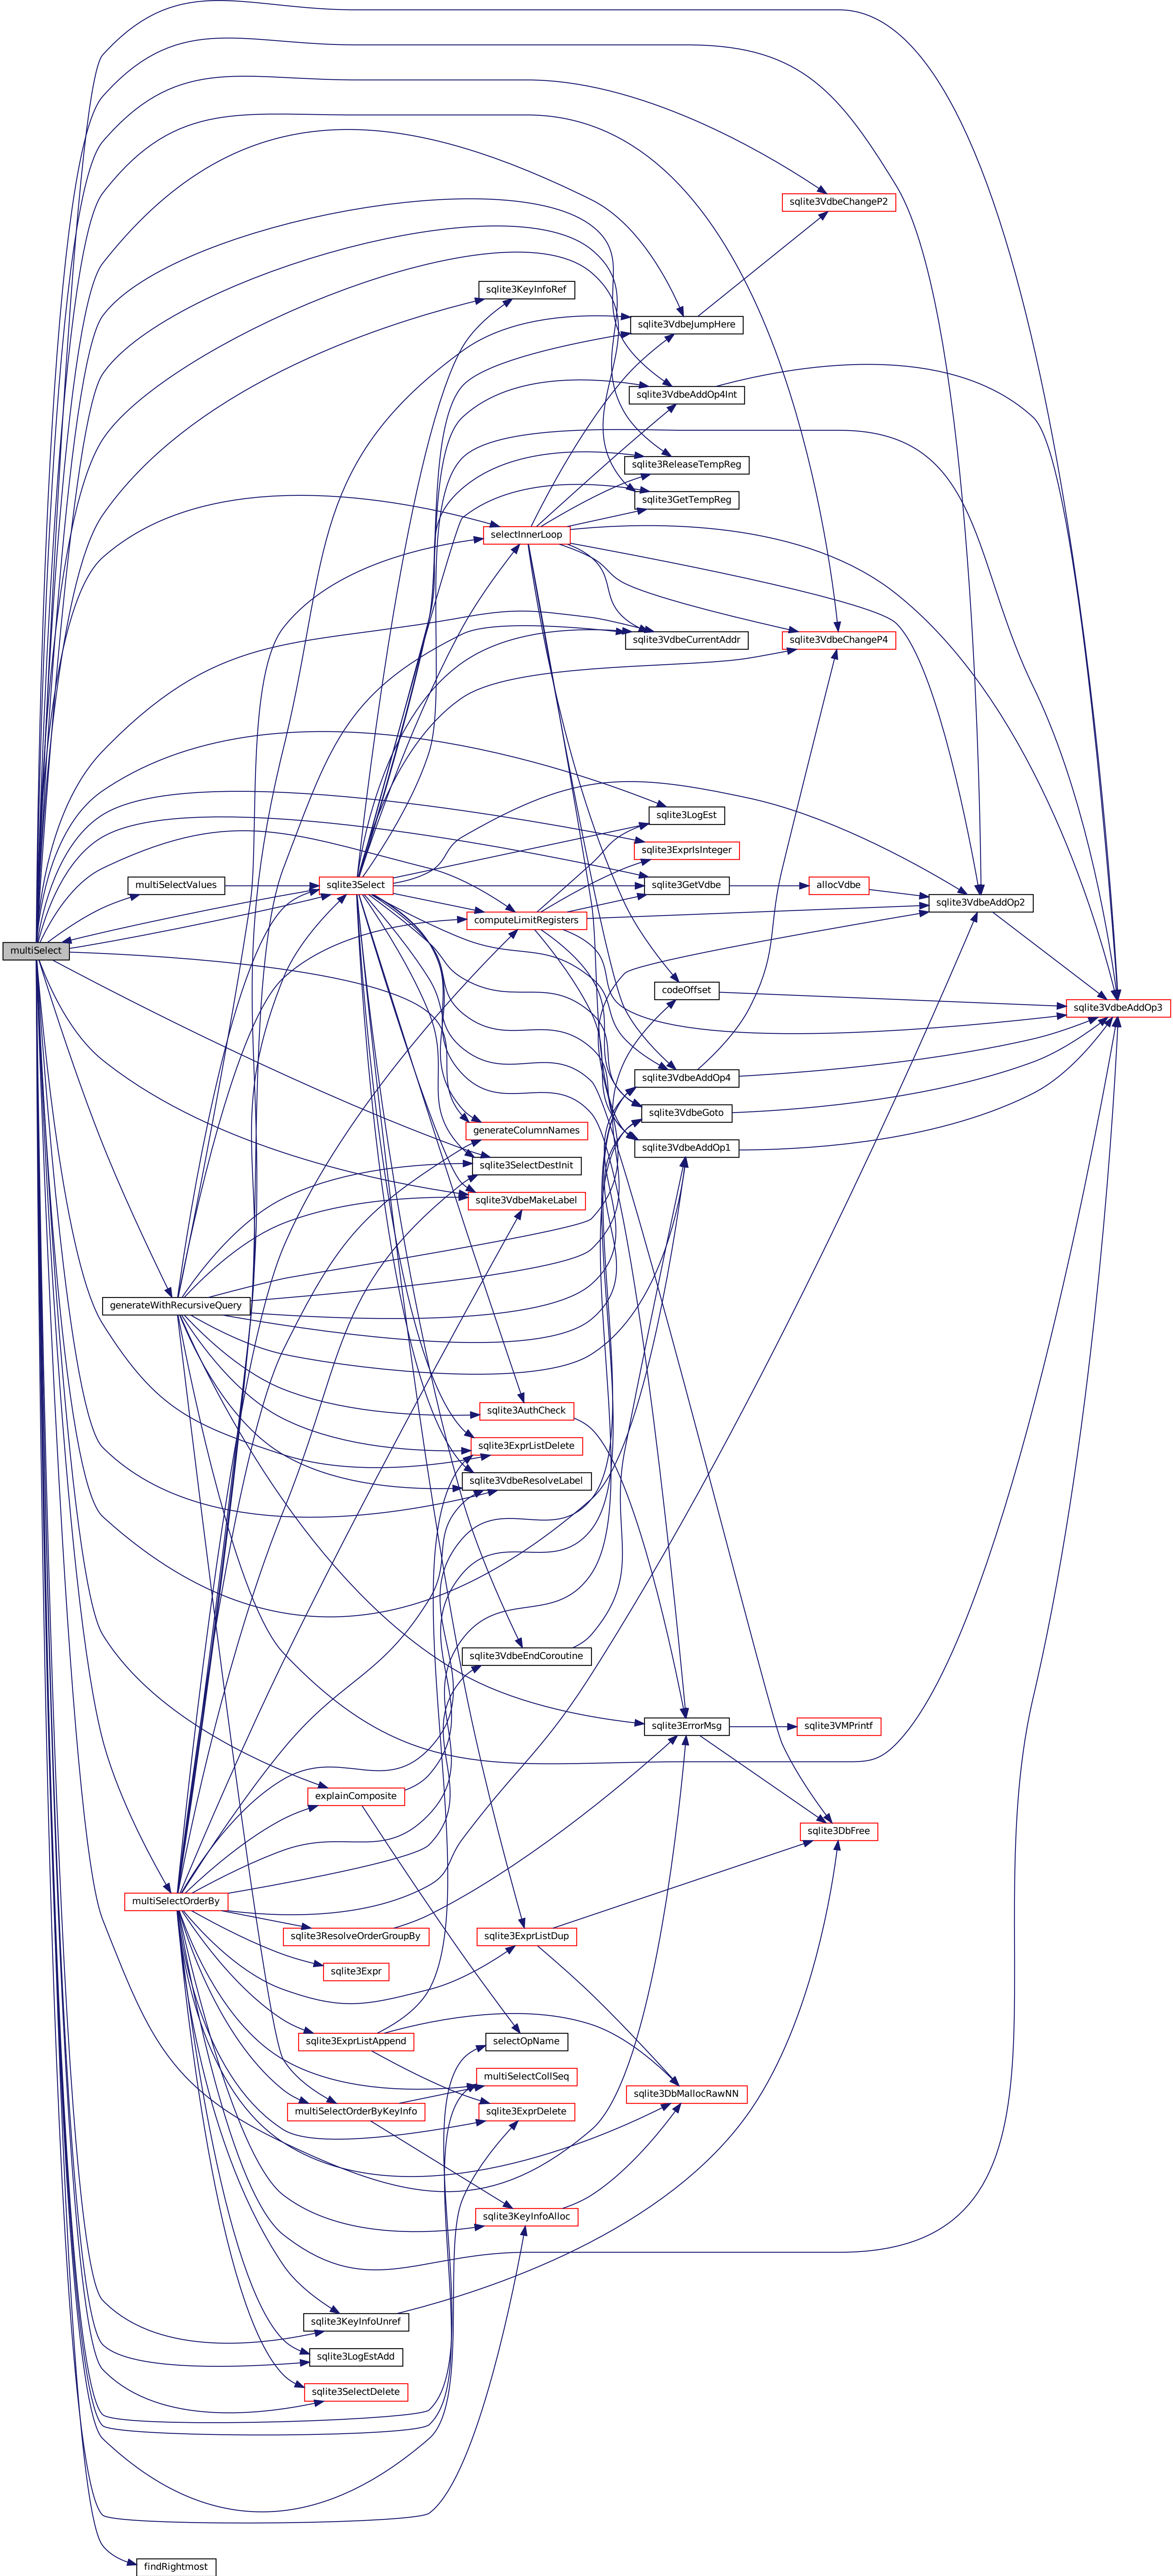 sqlite3VdbeChangeP2
sqlite3KeyInfoRef
sqlite3VdbeJumpHere
sqlite3VdbeAddOp4Int
sqlite3ReleaseTempReg
sqlite3GetTempReg
selectInnerLoop
sqlite3VdbeCurrentAddr
sqlite3VdbeChangeP4
sqlite3LogEst
sqlite3ExprIsInteger
multiSelectValues
sqlite3Select
sqlite3GetVdbe
allocVdbe
sqlite3VdbeAddOp2
computeLimitRegisters
multiSelect
codeOffset
sqlite3VdbeAddOp3
sqlite3VdbeAddOp4
sqlite3VdbeGoto
generateColumnNames
sqlite3VdbeAddOp1
sqlite3SelectDestInit
sqlite3VdbeMakeLabel
generateWithRecursiveQuery
sqlite3AuthCheck
sqlite3ExprListDelete
sqlite3VdbeResolveLabel
sqlite3VdbeEndCoroutine
sqlite3ErrorMsg
sqlite3VMPrintf
explainComposite
sqlite3DbFree
multiSelectOrderBy
sqlite3ResolveOrderGroupBy
sqlite3ExprListDup
sqlite3Expr
sqlite3ExprListAppend
selectOpName
multiSelectCollSeq
sqlite3DbMallocRawNN
multiSelectOrderByKeyInfo
sqlite3ExprDelete
sqlite3KeyInfoAlloc
sqlite3KeyInfoUnref
sqlite3LogEstAdd
sqlite3SelectDelete
findRightmost